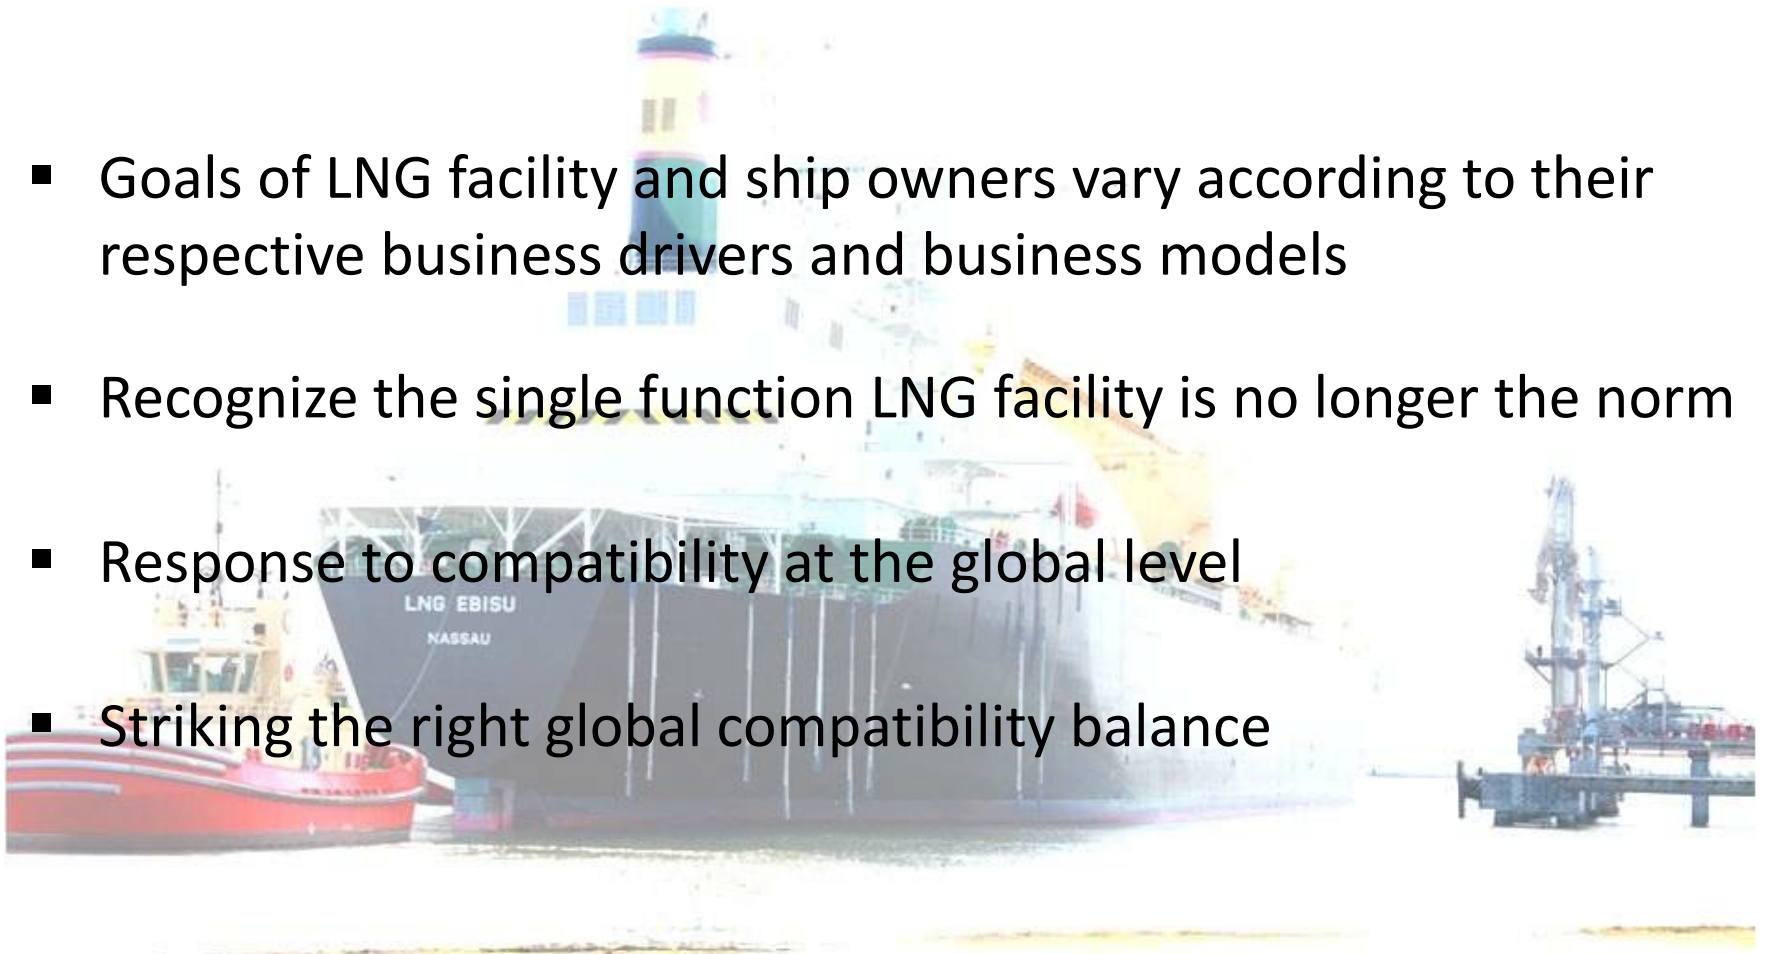 ▪ Goals of LNG facility and ship owners vary according to their
respective business drivers and business models
▪ Recognize the single function LNG facility is no longer the norm
▪ Response to compatibility at the global level
LNG EBISU
NASSAU
▪ Striking the right global compatibility balance